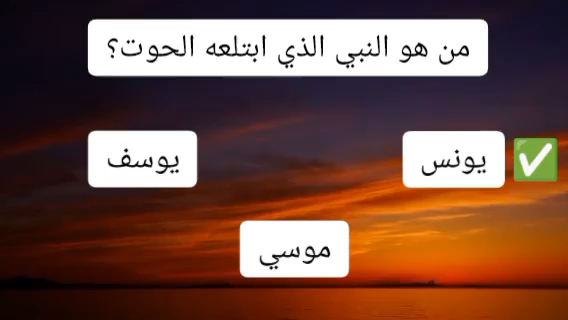 من هو النبي الذي ابتلعه الحوت؟
يونس
يوسف
موسي